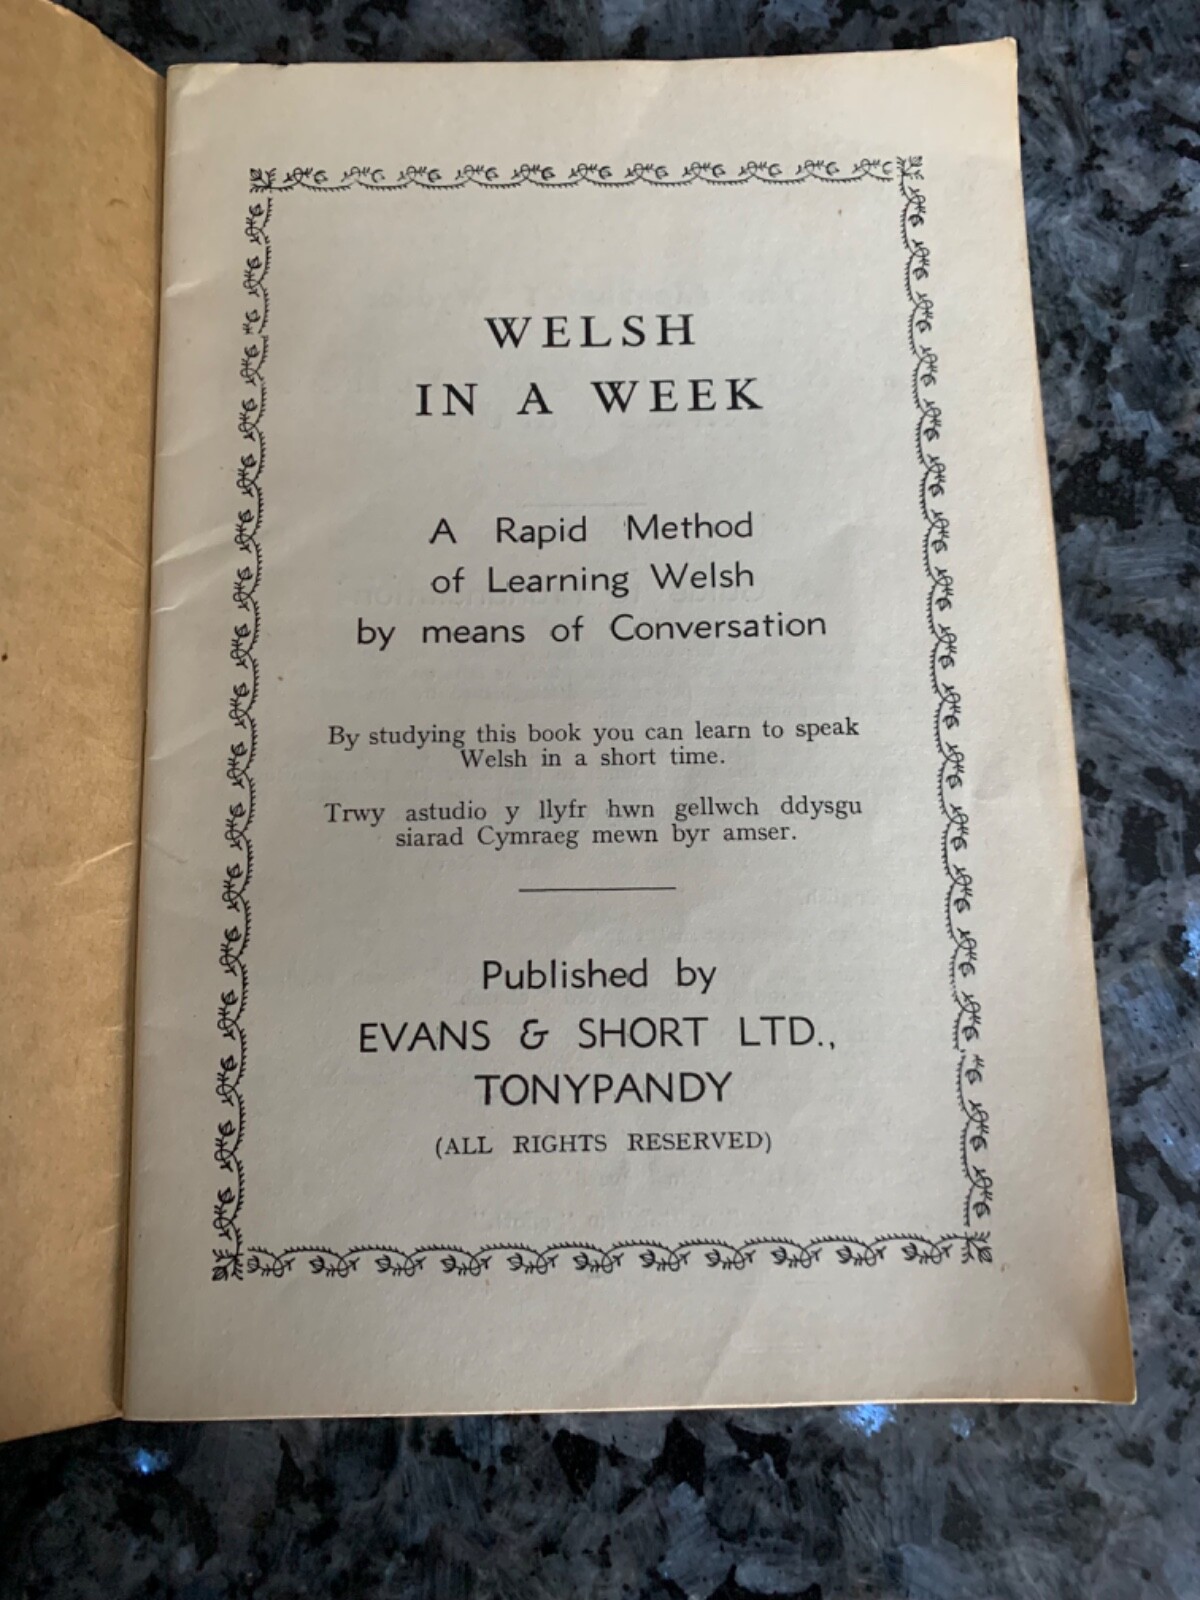 WELSH
IN A WEEK
A Rapid Method
of Learning Welsh
by means of Conversation
By studying this book you can learn to speak
Welsh in a short time.
Trwy astudio y llyfr hwn gellwch ddysgu
siarad Cymraeg mewn byr amser.
Published by
EVANS & SHORT LTD.,
TONYPANDY
(ALL RIGHTS RESERVED)